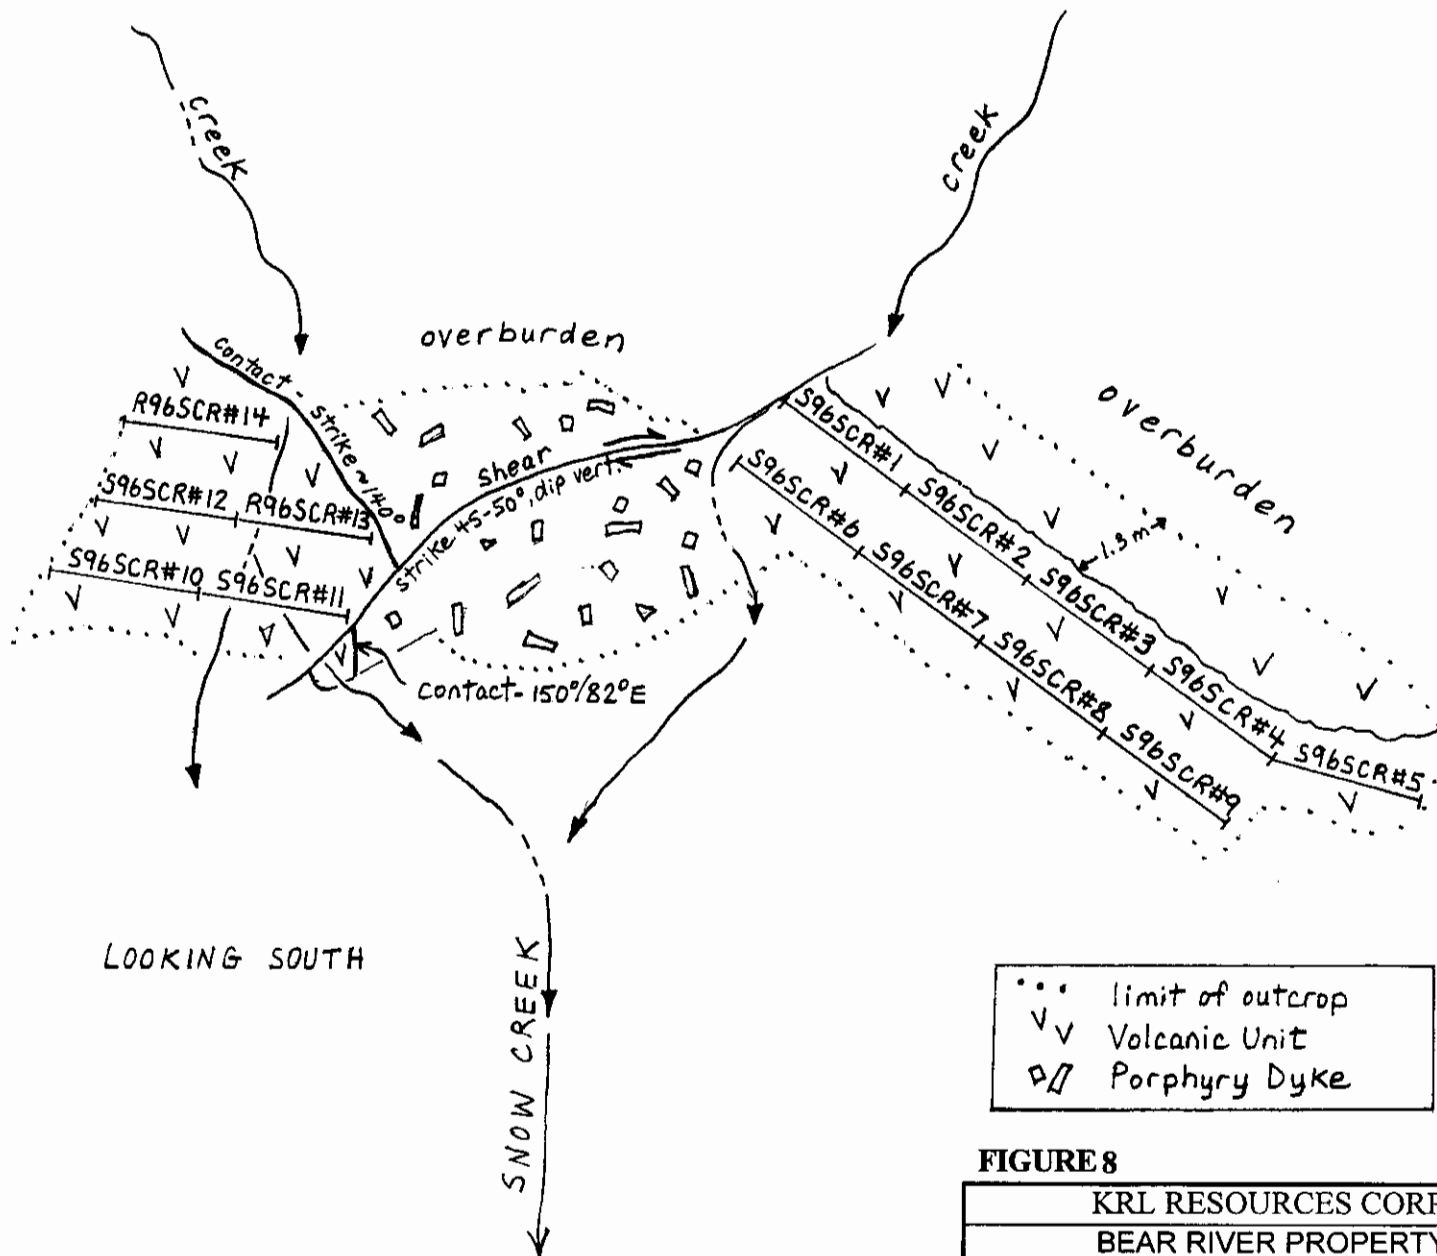 creek
creek
overburden
contact - strike ~ 140°
R96SCR#14
S96SCR#12
R96SCR#13
S96SCR#10
S96SCR#11
shear
strike 45-50°, dip vert.
contact - 150°/82°E
overburden
1.3 m
S96SCR#1
S96SCR#2
S96SCR#3
S96SCR#4
S96SCR#5
S96SCR#6
S96SCR#7
S96SCR#8
S96SCR#9
LOOKING SOUTH
SNOW CREEK
limit of outcrop
Volcanic Unit
Porphyry Dyke
FIGURE 8
KRL RESOURCES CORP
BEAR RIVER PROPERTY